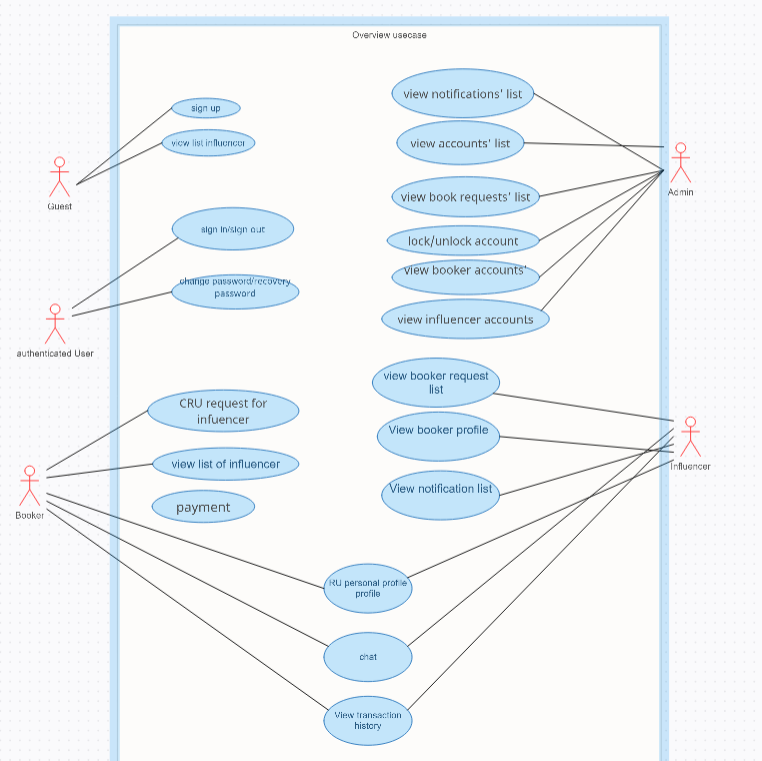 Overview usecase
sign up
view list influencer
Guest
sign in/sign out
change password/recovery
password
authenticated User
CRU request for
infuencer
view list of influencer
payment
Booker
view notifications' list
view accounts' list
view book requests' list
lock/unlock account
view booker accounts'
view influencer accounts
Admin
view booker request
list
View booker profile
View notification list
Influencer
RU personal profile
profile
chat
View transaction
history